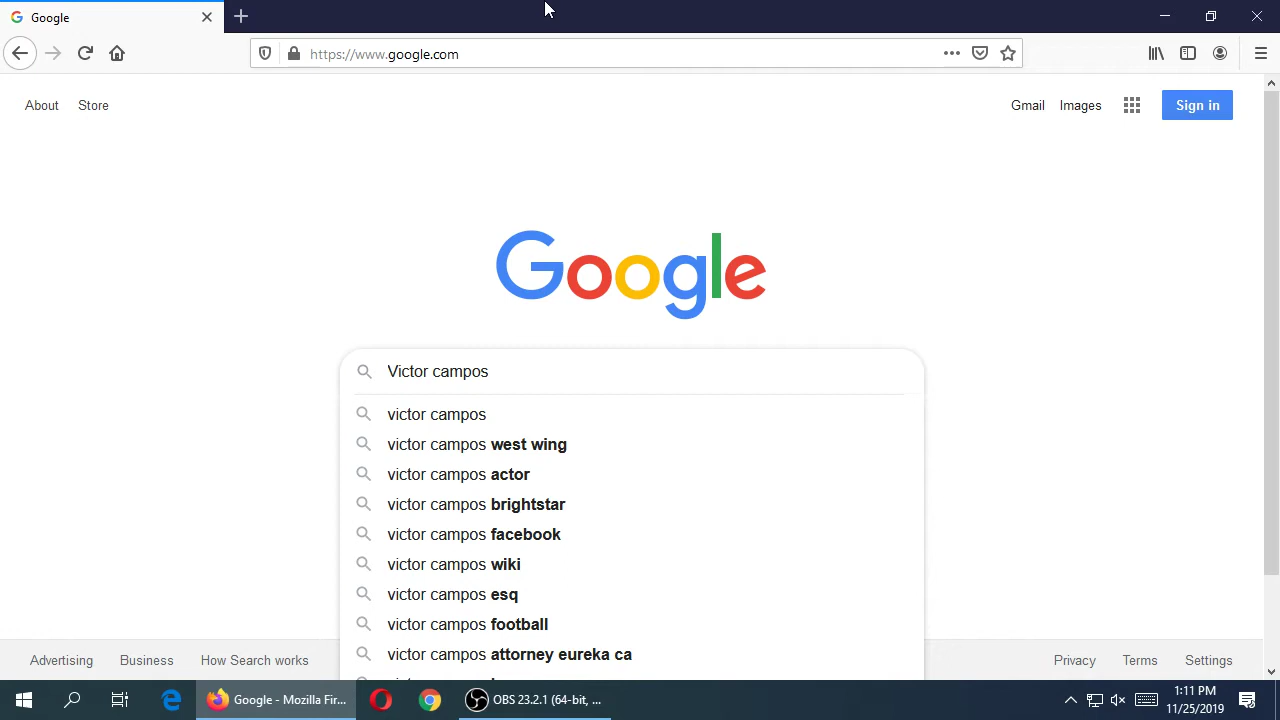 Google
https://www.google.com
About Store
Gmail Images Sign in
Google
Victor campos
victor campos
victor campos west wing
victor campos actor
victor campos brightstar
victor campos facebook
victor campos wiki
victor campos esq
victor campos football
victor campos attorney eureka ca
Advertising Business How Search works
Privacy Terms Settings
Google - Mozilla Fir...
OBS 23.2.1 (64-bit, ...
1:11 PM
11/25/2019